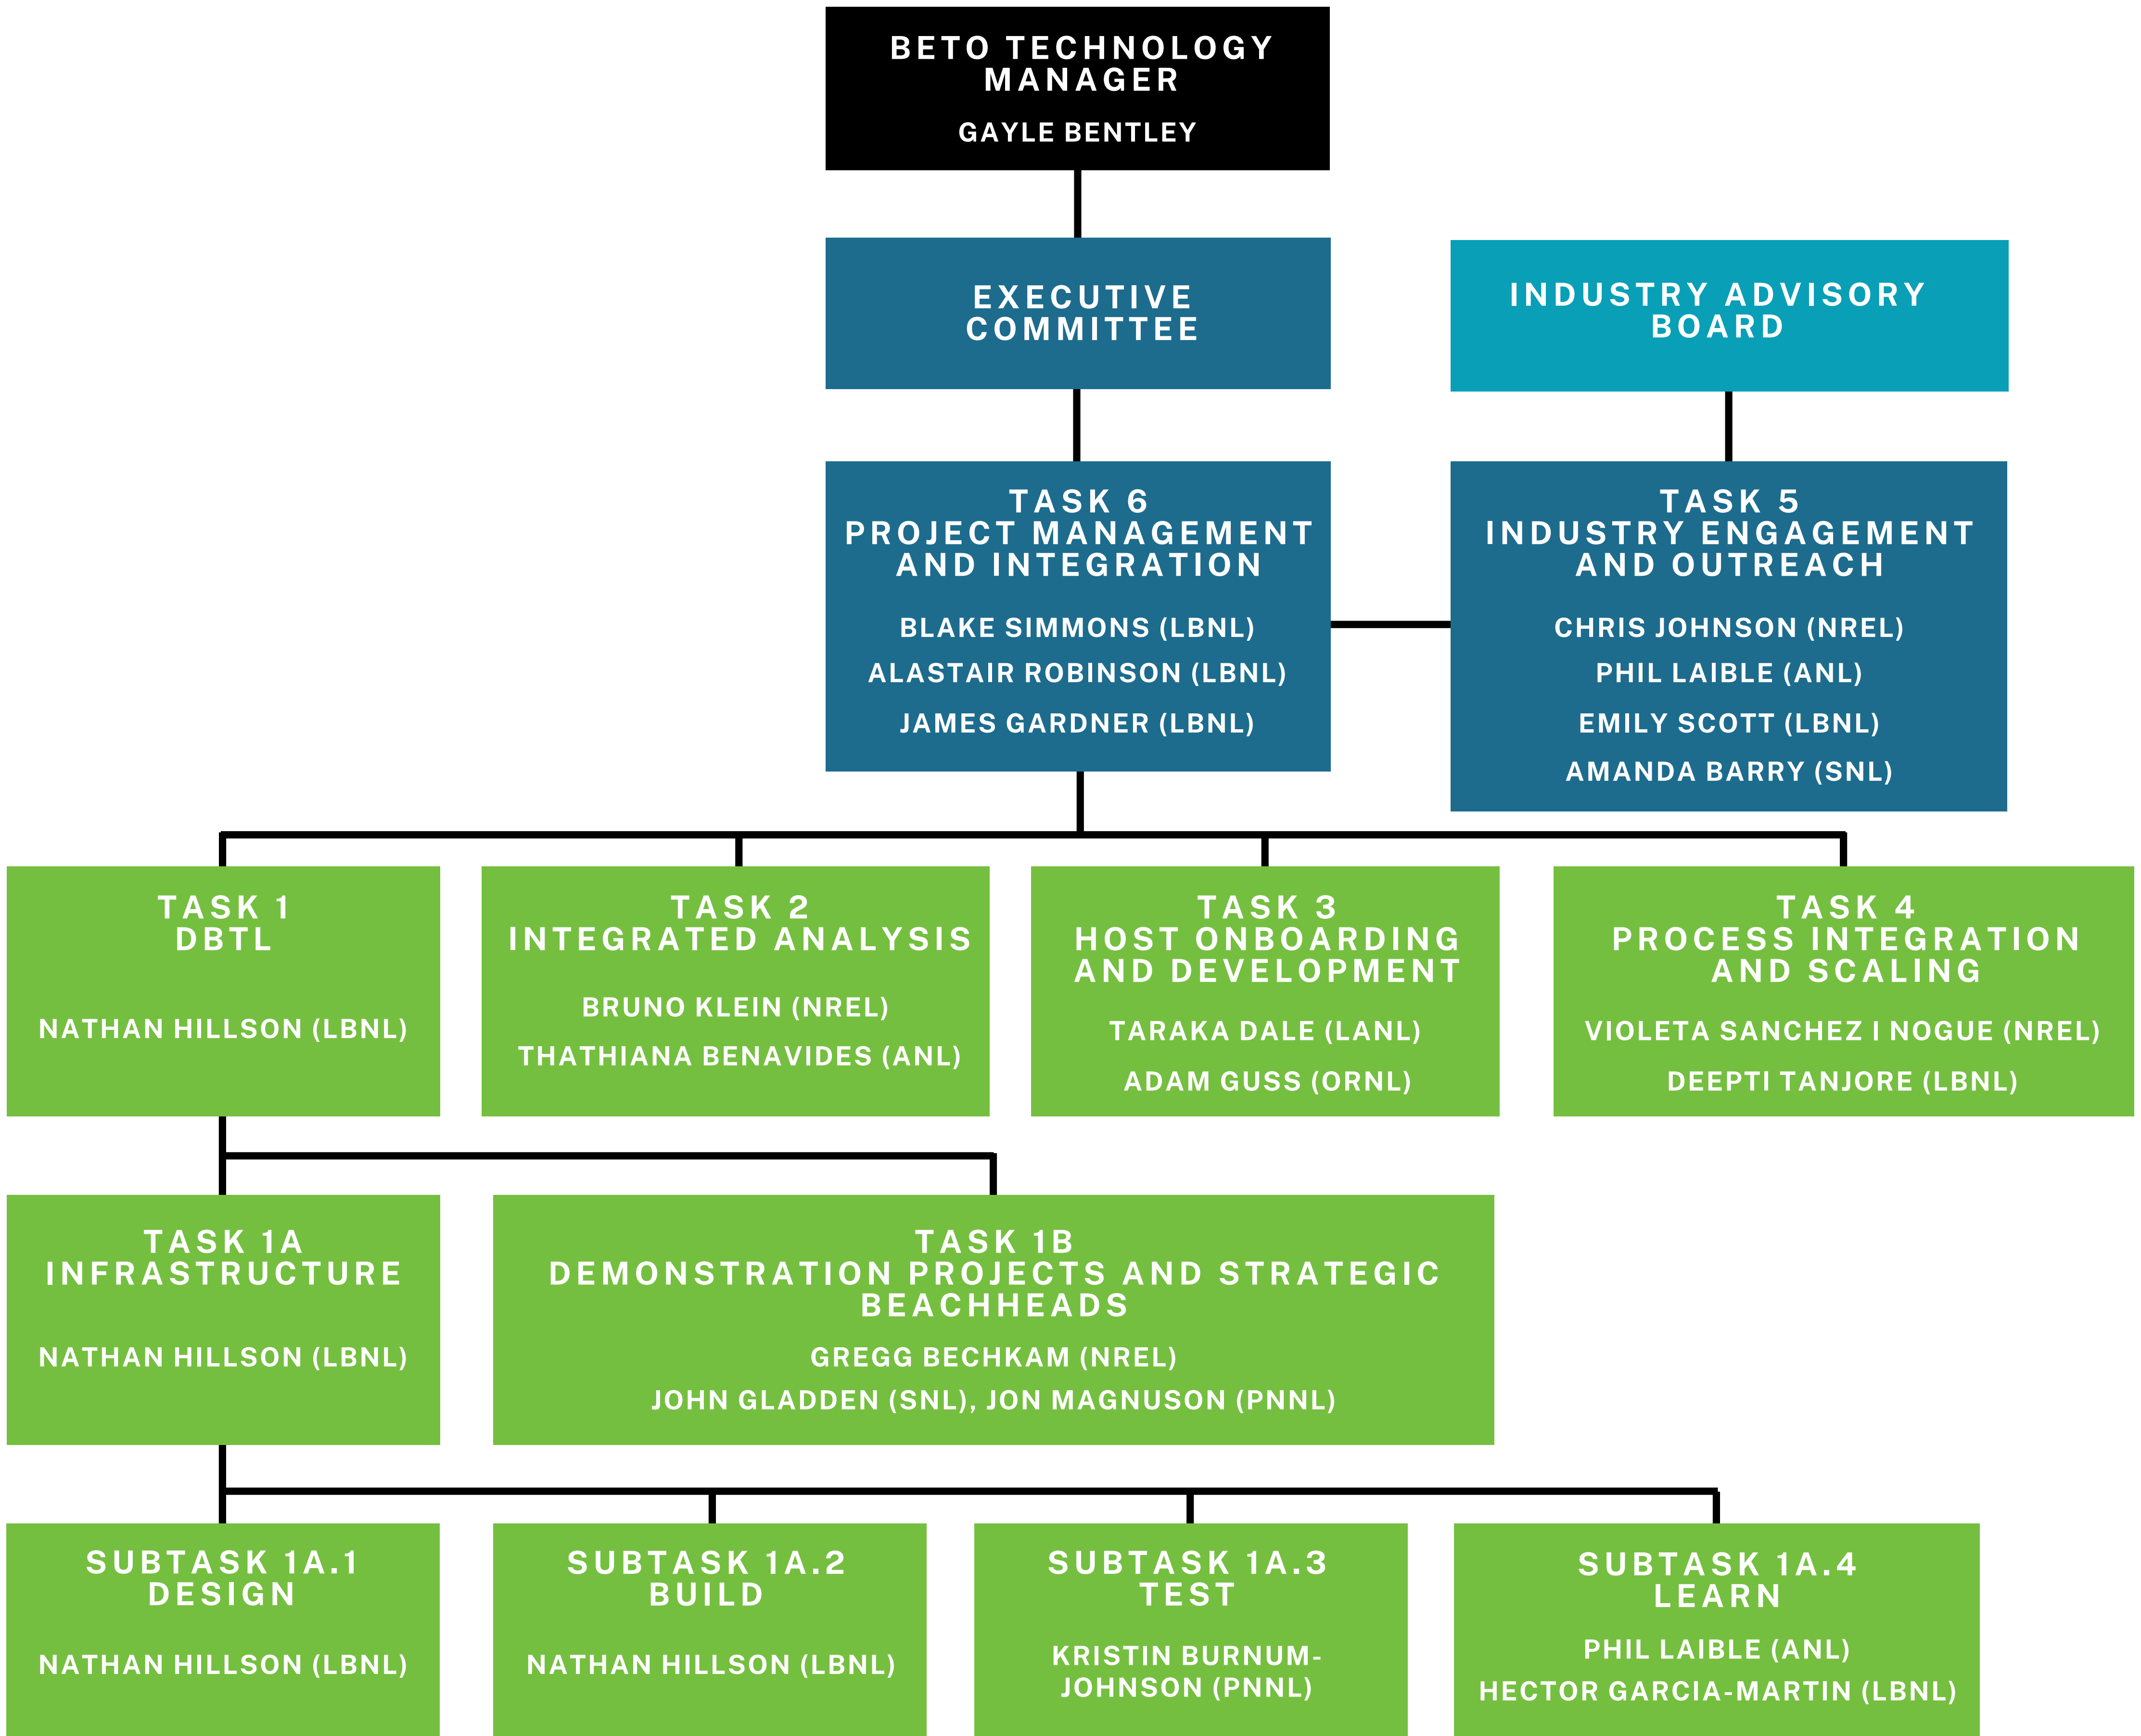 BETO TECHNOLOGY
MANAGER
GAYLE BENTLEY
EXECUTIVE
COMMITTEE
INDUSTRY ADVISORY
BOARD
TASK 6
PROJECT MANAGEMENT
AND INTEGRATION
BLAKE SIMMONS (LBNL)
ALASTAIR ROBINSON (LBNL)
JAMES GARDNER (LBNL)
TASK 5
INDUSTRY ENGAGEMENT
AND OUTREACH
CHRIS JOHNSON (NREL)
PHIL LAIBLE (ANL)
EMILY SCOTT (LBNL)
AMANDA BARRY (SNL)
TASK 1
DBTL
NATHAN HILLSON (LBNL)
TASK 2
INTEGRATED ANALYSIS
BRUNO KLEIN (NREL)
THATHIANA BENAVIDES (ANL)
TASK 3
HOST ONBOARDING
AND DEVELOPMENT
TARAKA DALE (LANL)
ADAM GUSS (ORNL)
TASK 4
PROCESS INTEGRATION
AND SCALING
VIOLETA SANCHEZ I NOGUE (NREL)
DEEPTI TANJORE (LBNL)
TASK 1A
INFRASTRUCTURE
NATHAN HILLSON (LBNL)
TASK 1B
DEMONSTRATION PROJECTS AND STRATEGIC
BEACHHEADS
GREGG BECHKAM (NREL)
JOHN GLADDEN (SNL), JON MAGNUSON (PNNL)
SUBTASK 1A.1
DESIGN
NATHAN HILLSON (LBNL)
SUBTASK 1A.2
BUILD
NATHAN HILLSON (LBNL)
SUBTASK 1A.3
TEST
KRISTIN BURNUM-
JOHNSON (PNNL)
SUBTASK 1A.4
LEARN
PHIL LAIBLE (ANL)
HECTOR GARCIA-MARTIN (LBNL)